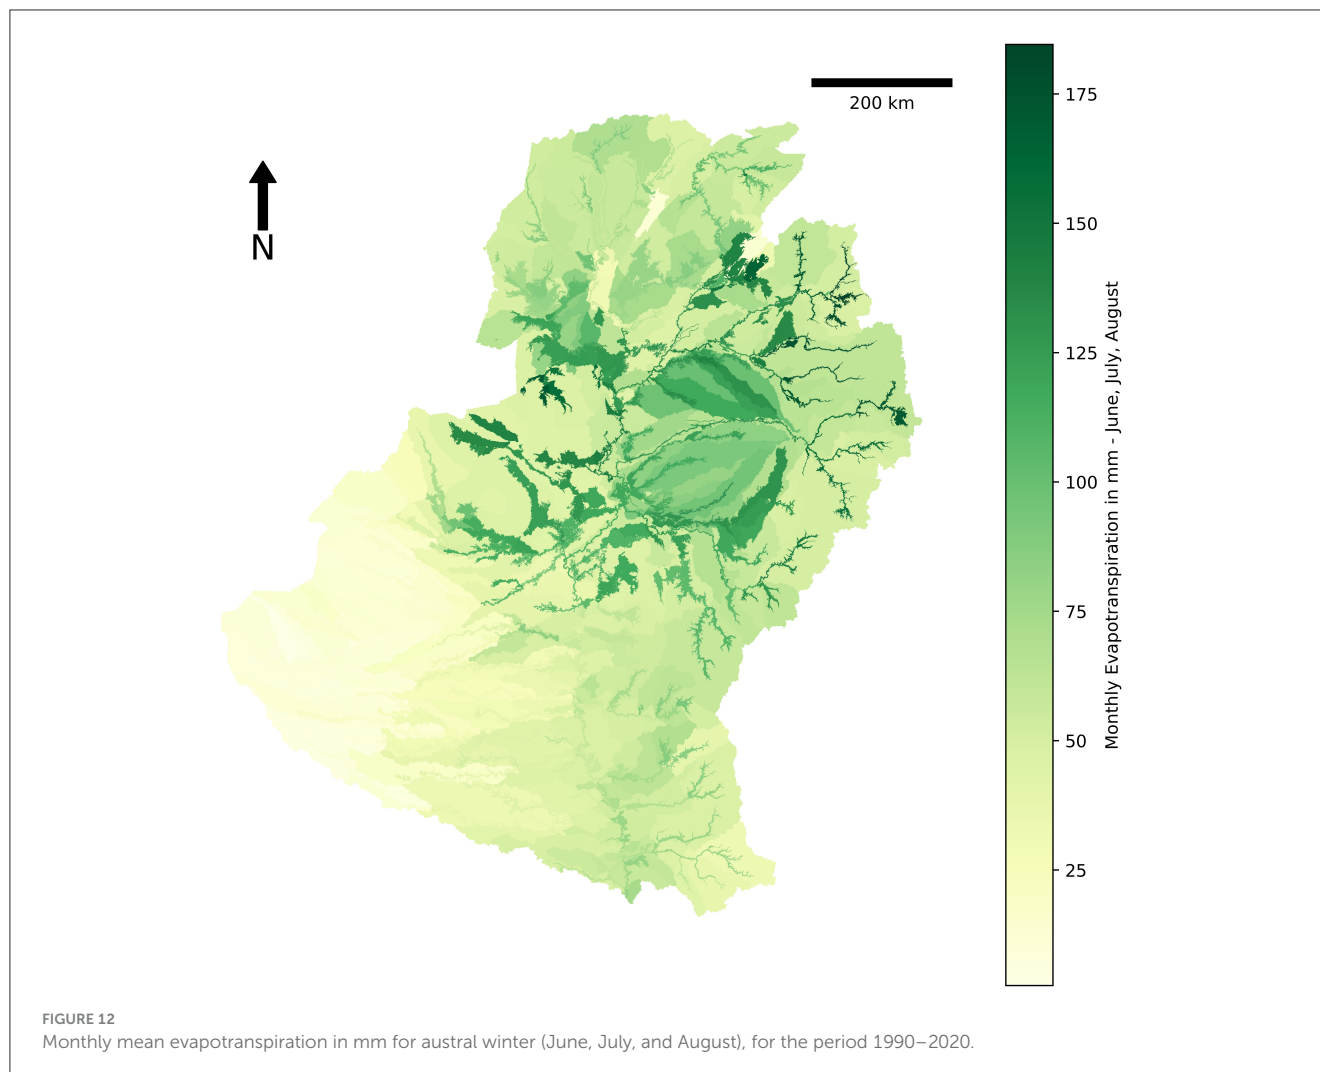 200 km
N
175
150
125
100
75
50
25
Monthly Evapotranspiration in mm - June, July, August
FIGURE 12
Monthly mean evapotranspiration in mm for austral winter (June, July, and August), for the period 1990–2020.